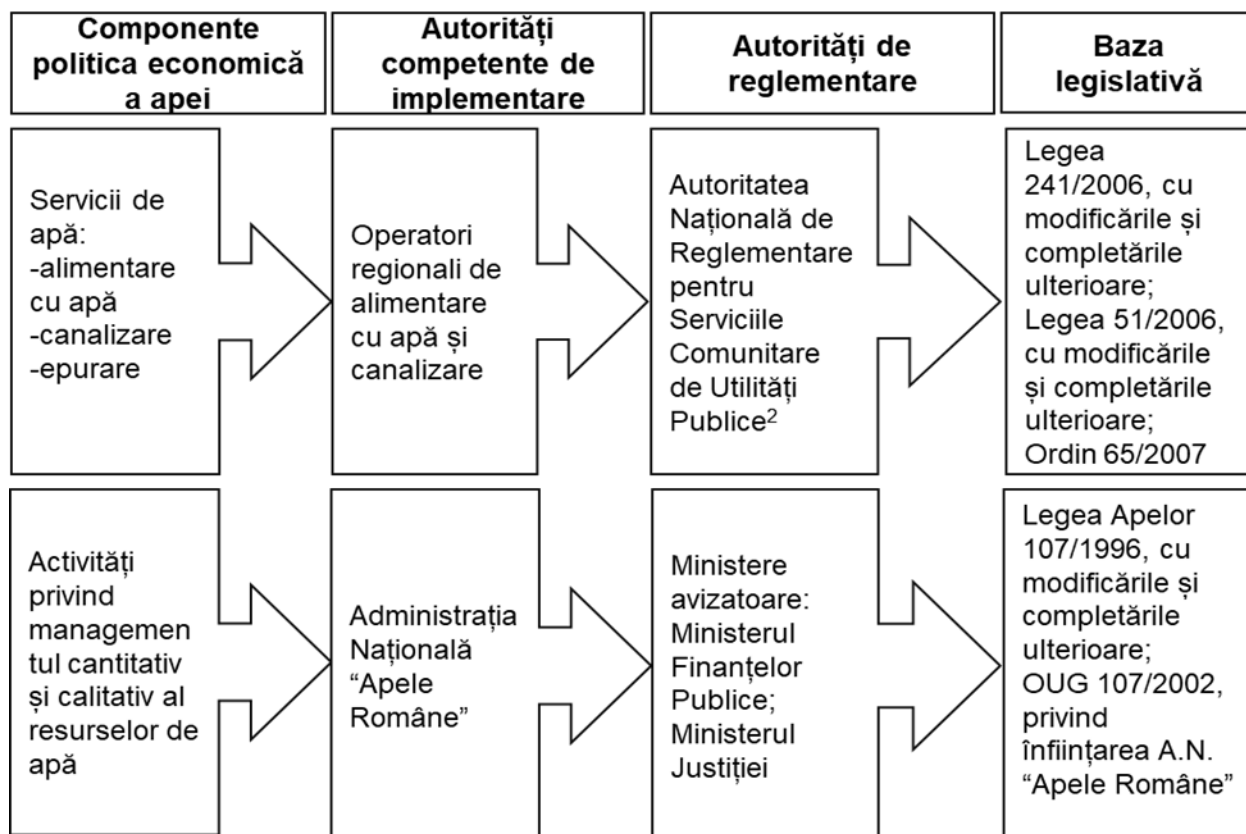 Componente
politica economică
a apei
Autorități
competente de
implementare
Autorități de
reglementare
Baza
legislativă
Servicii de
apă:
-alimentare
cu apă
-canalizare
-epurare
Operatori
regionali de
alimentare
cu apă și
canalizare
Autoritatea
Națională de
Reglementare
pentru
Serviciile
Comunitare
de Utilități
Publice²
Legea
241/2006, cu
modificările și
completările
ulterioare;
Legea 51/2006,
cu modificările
și completările
ulterioare;
Ordin 65/2007
Activități
privind
managemen
tul cantitativ
și calitativ al
resurselor de
apă
Administrația
Națională
“Apele
Române”
Ministere
avizatoare:
Ministerul
Finanțelor
Publice;
Ministerul
Justiției
Legea Apelor
107/1996, cu
modificările și
completările
ulterioare;
OUG 107/2002,
privind
înființarea A.N.
“Apele Române”